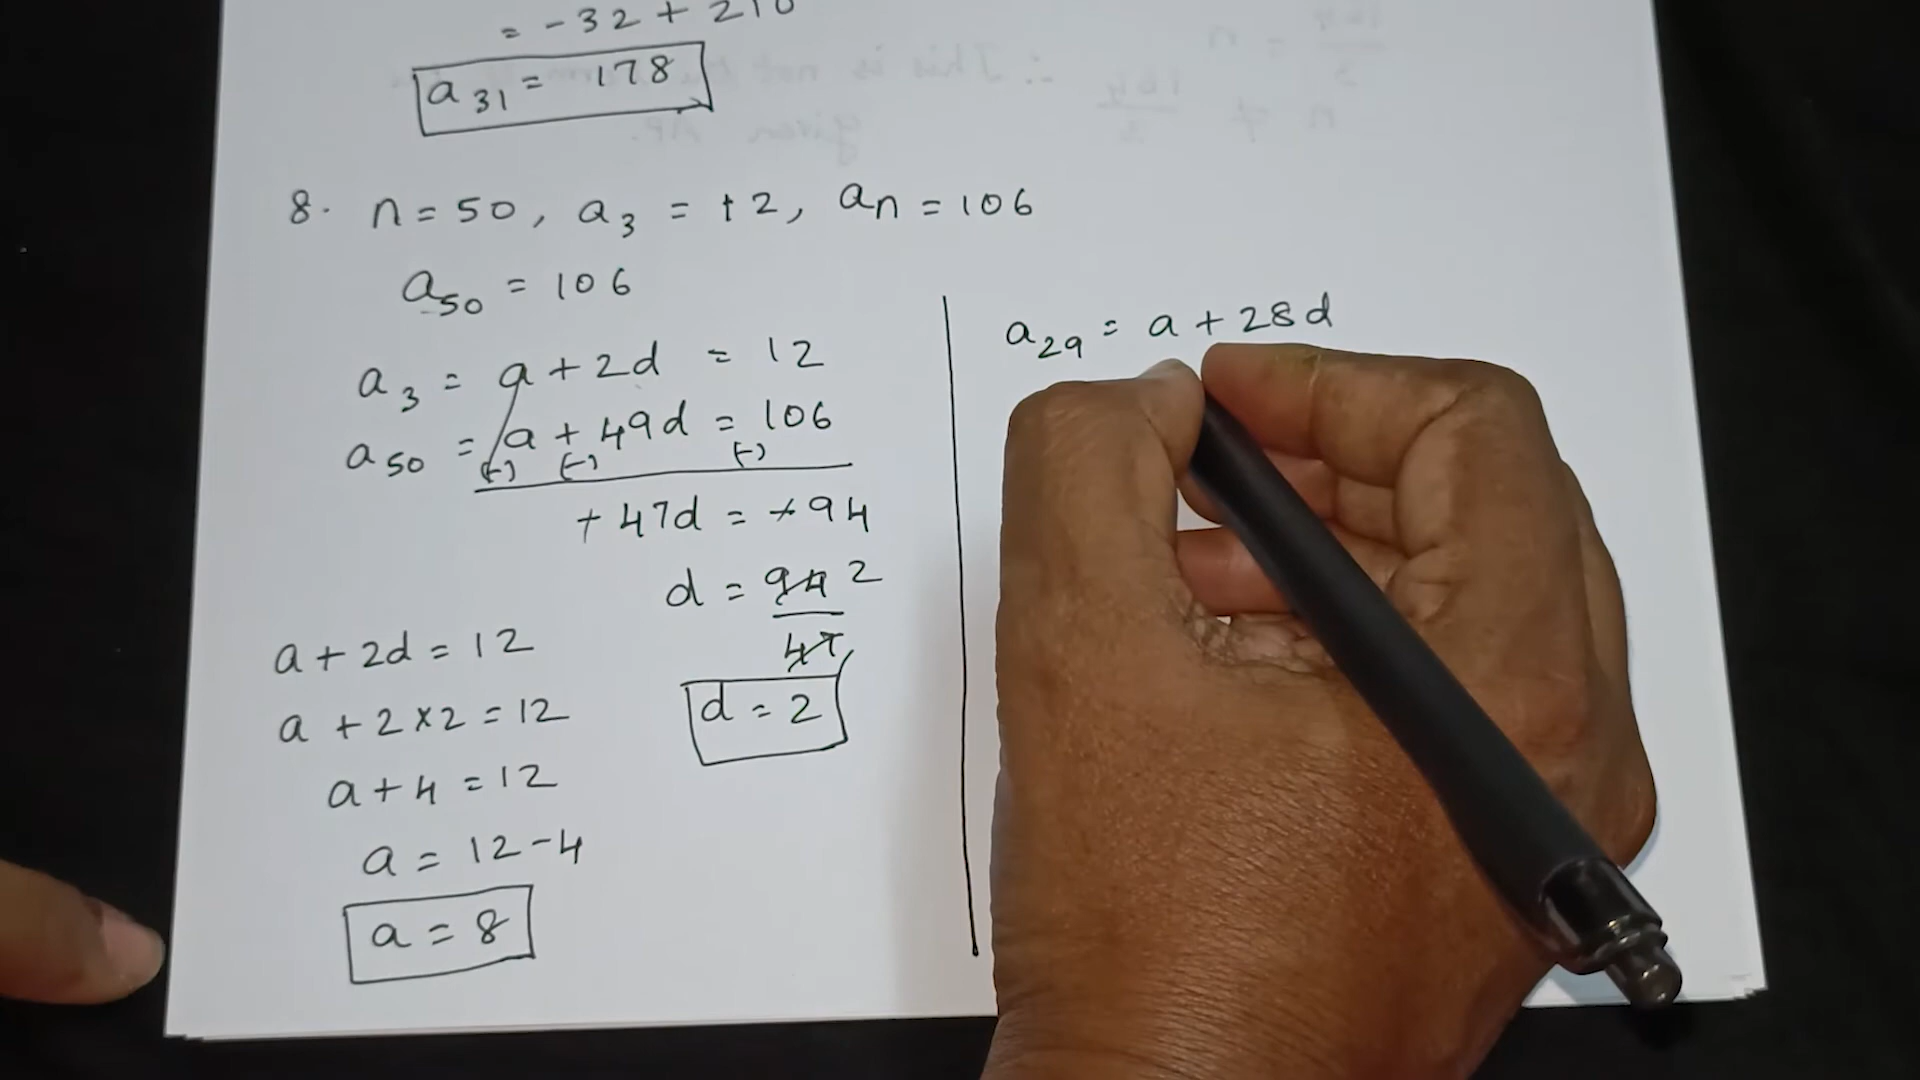 = -32 + 210
a31 = 178
8. n = 50, a3 = 12, an = 106
a50 = 106
a3 = a + 2d = 12
a50 = a + 49d = 106
(-) (-) (-)
+ 47d = +94
d = 94 2
47
d = 2
a + 2d = 12
a + 2 × 2 = 12
a + 4 = 12
a = 12 - 4
a = 8
a29 = a + 28d